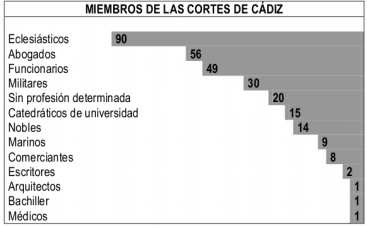 MIEMBROS DE LAS CORTES DE CÁDIZ
Eclesiásticos 90
Abogados 56
Funcionarios 49
Militares 30
Sin profesión determinada 20
Catedráticos de universidad 15
Nobles 14
Marinos 9
Comerciantes 8
Escritores 2
Arquitectos 1
Bachiller 1
Médicos 1